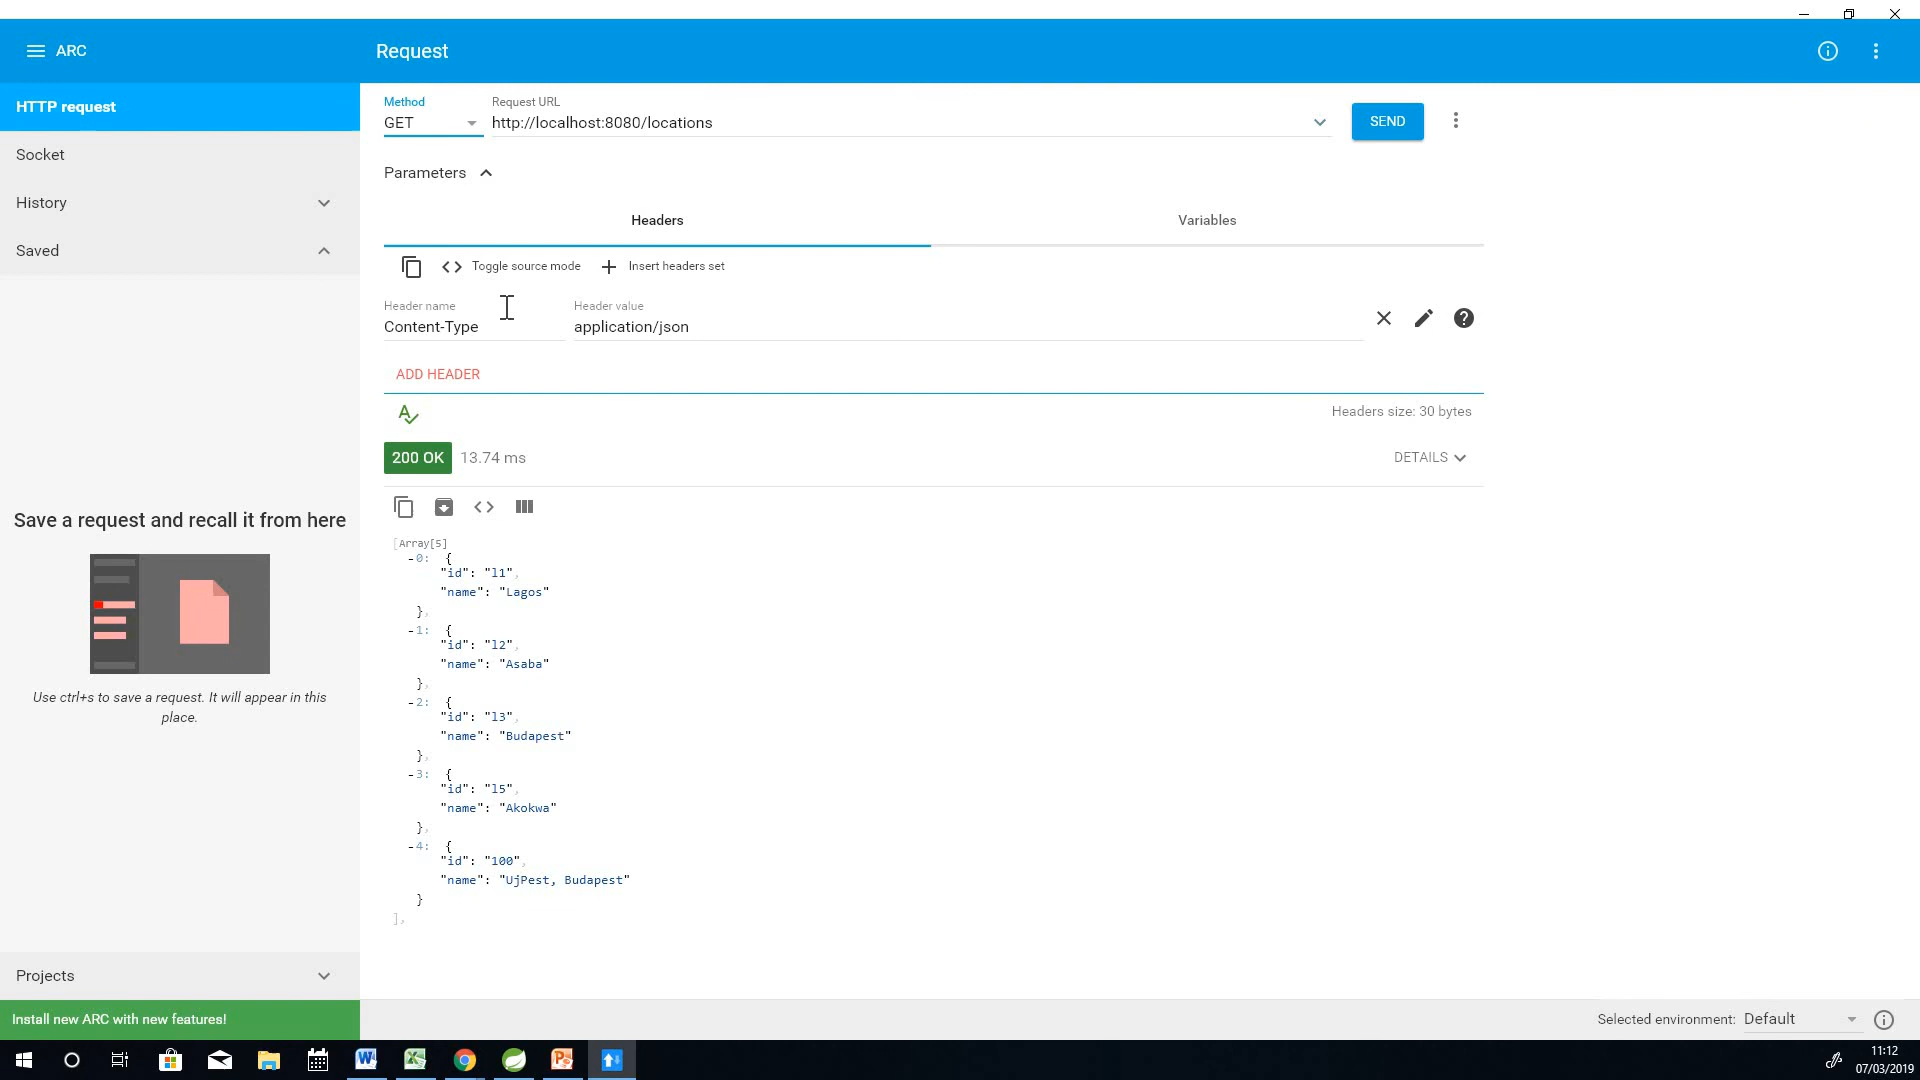 ARC
Request
HTTP request
Socket
History
Saved
Save a request and recall it from here
Use ctrl+s to save a request. It will appear in this
place.
Projects
Install new ARC with new features!
Method
Request URL
GET
http://localhost:8080/locations
SEND
Parameters
Headers
Variables
Toggle source mode
Insert headers set
Header name
Header value
Content-Type
application/json
ADD HEADER
Headers size: 30 bytes
200 OK
13.74 ms
DETAILS
[Array[5]
-0: {
"id": "l1",
"name": "Lagos"
},
-1: {
"id": "l2",
"name": "Asaba"
},
-2: {
"id": "l3",
"name": "Budapest"
},
-3: {
"id": "l5",
"name": "Akokwa"
},
-4: {
"id": "100",
"name": "UjPest, Budapest"
}
],
Selected environment: Default
11:12
07/03/2019